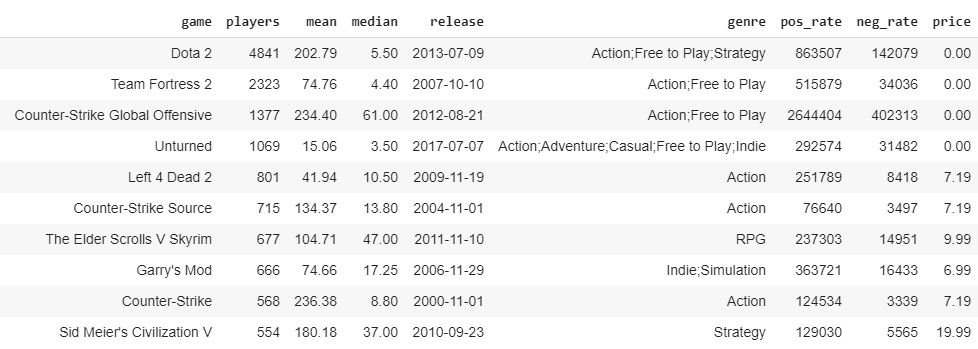 game players mean median release genre pos_rate neg_rate price
Dota 2 4841 202.79 5.50 2013-07-09 Action;Free to Play;Strategy 863507 142079 0.00
Team Fortress 2 2323 74.76 4.40 2007-10-10 Action;Free to Play 515879 34036 0.00
Counter-Strike Global Offensive 1377 234.40 61.00 2012-08-21 Action;Free to Play 2644404 402313 0.00
Unturned 1069 15.06 3.50 2017-07-07 Action;Adventure;Casual;Free to Play;Indie 292574 31482 0.00
Left 4 Dead 2 801 41.94 10.50 2009-11-19 Action 251789 8418 7.19
Counter-Strike Source 715 134.37 13.80 2004-11-01 Action 76640 3497 7.19
The Elder Scrolls V Skyrim 677 104.71 47.00 2011-11-10 RPG 237303 14951 9.99
Garry's Mod 666 74.66 17.25 2006-11-29 Indie;Simulation 363721 16433 6.99
Counter-Strike 568 236.38 8.80 2000-11-01 Action 124534 3339 7.19
Sid Meier's Civilization V 554 180.18 37.00 2010-09-23 Strategy 129030 5565 19.99